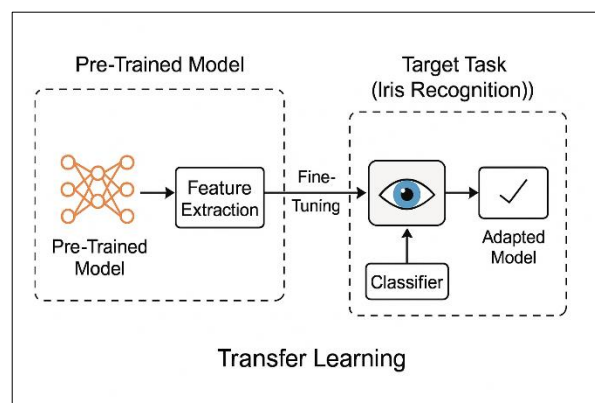 Pre-Trained Model
Target Task
(Iris Recognition))
Pre-Trained
Model
Feature
Extraction
Fine-
Tuning
Classifier
Adapted
Model
Transfer Learning